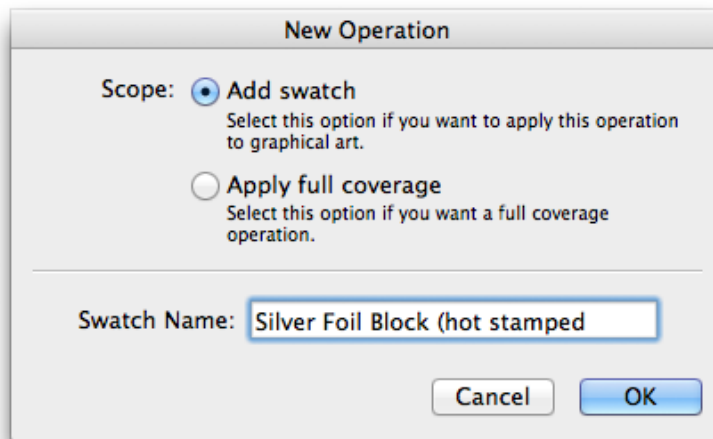 New Operation
Scope: Add swatch
Select this option if you want to apply this operation
to graphical art.
Apply full coverage
Select this option if you want a full coverage
operation.
Swatch Name: Silver Foil Block (hot stamped
Cancel OK